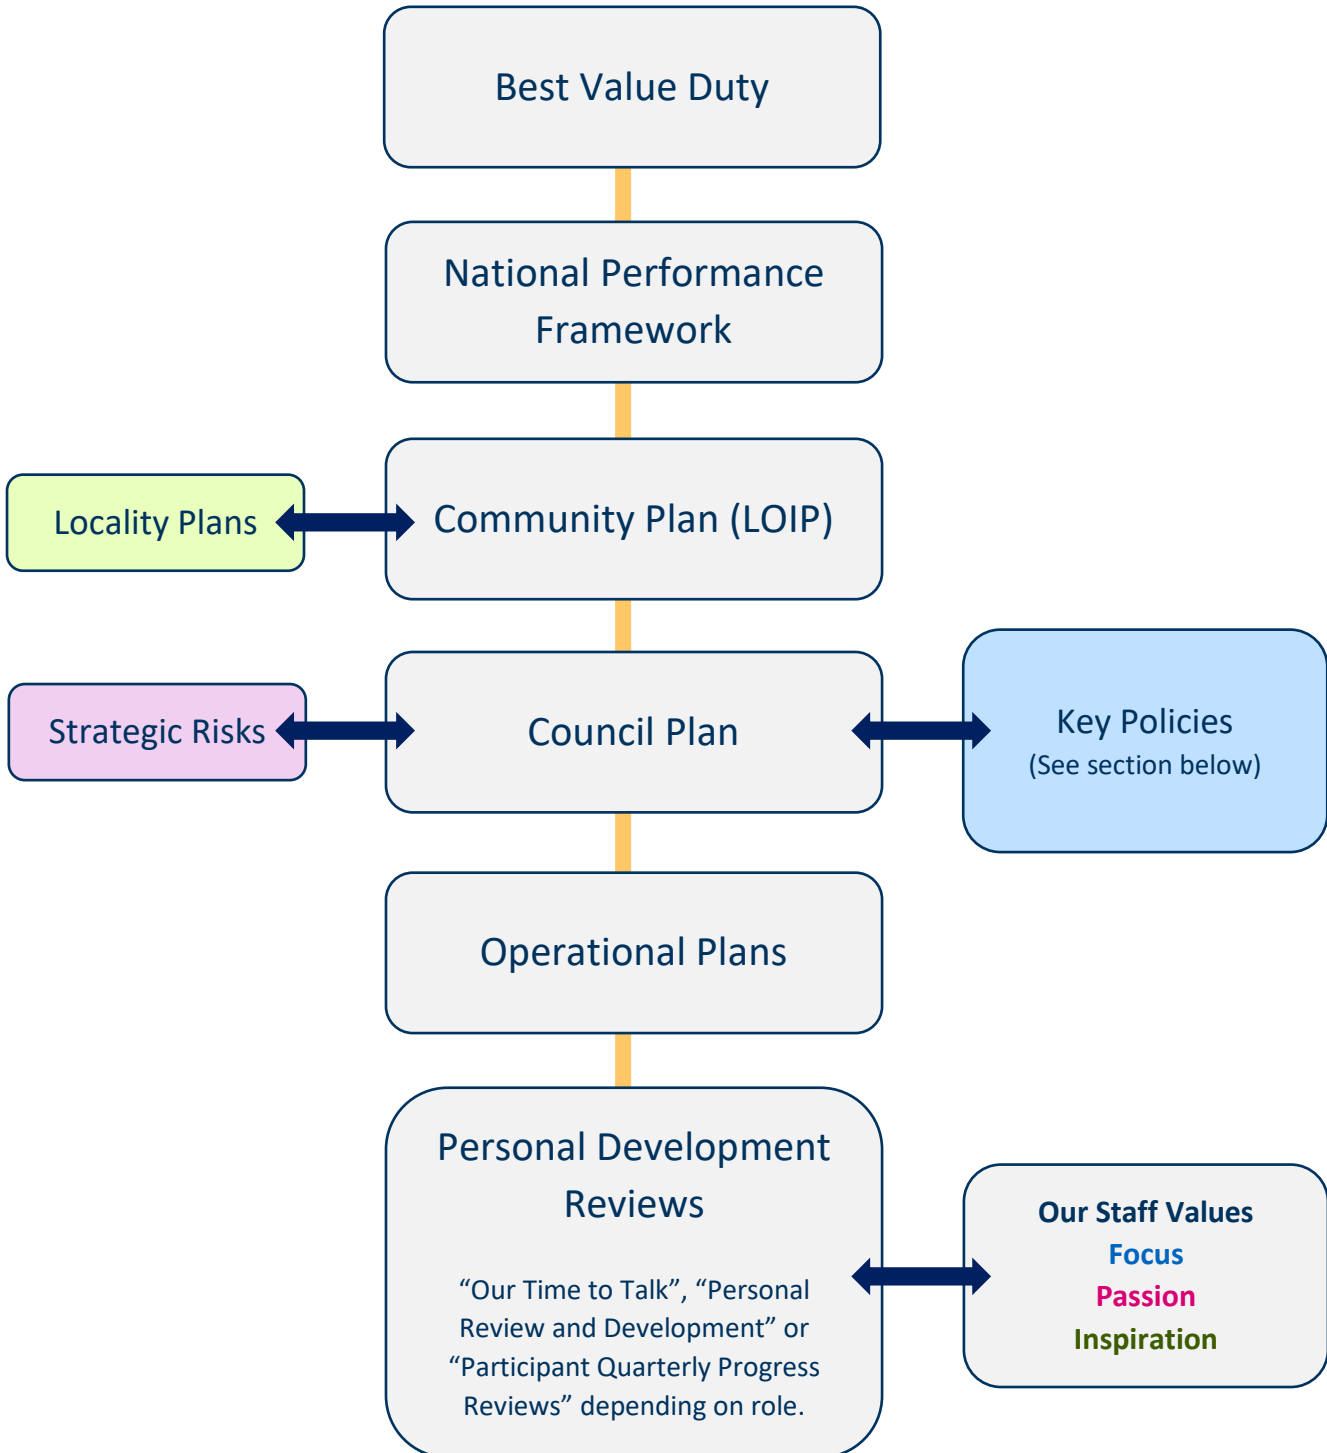 Best Value Duty
National Performance
Framework
Locality Plans
Community Plan (LOIP)
Strategic Risks
Council Plan
Key Policies
(See section below)
Operational Plans
Personal Development
Reviews
“Our Time to Talk”, “Personal
Review and Development” or
“Participant Quarterly Progress
Reviews” depending on role.
Our Staff Values
Focus
Passion
Inspiration